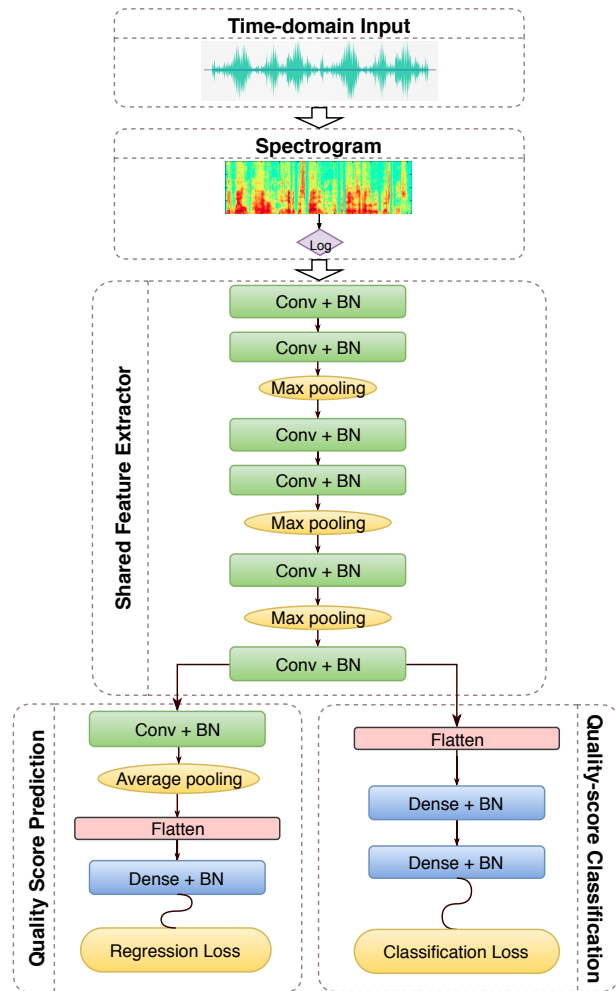 Time-domain Input
Spectrogram
Log
Shared Feature Extractor
Conv + BN
Conv + BN
Max pooling
Conv + BN
Conv + BN
Max pooling
Conv + BN
Max pooling
Conv + BN
Quality Score Prediction
Conv + BN
Average pooling
Flatten
Dense + BN
Regression Loss
Quality-score Classification
Flatten
Dense + BN
Dense + BN
Classification Loss